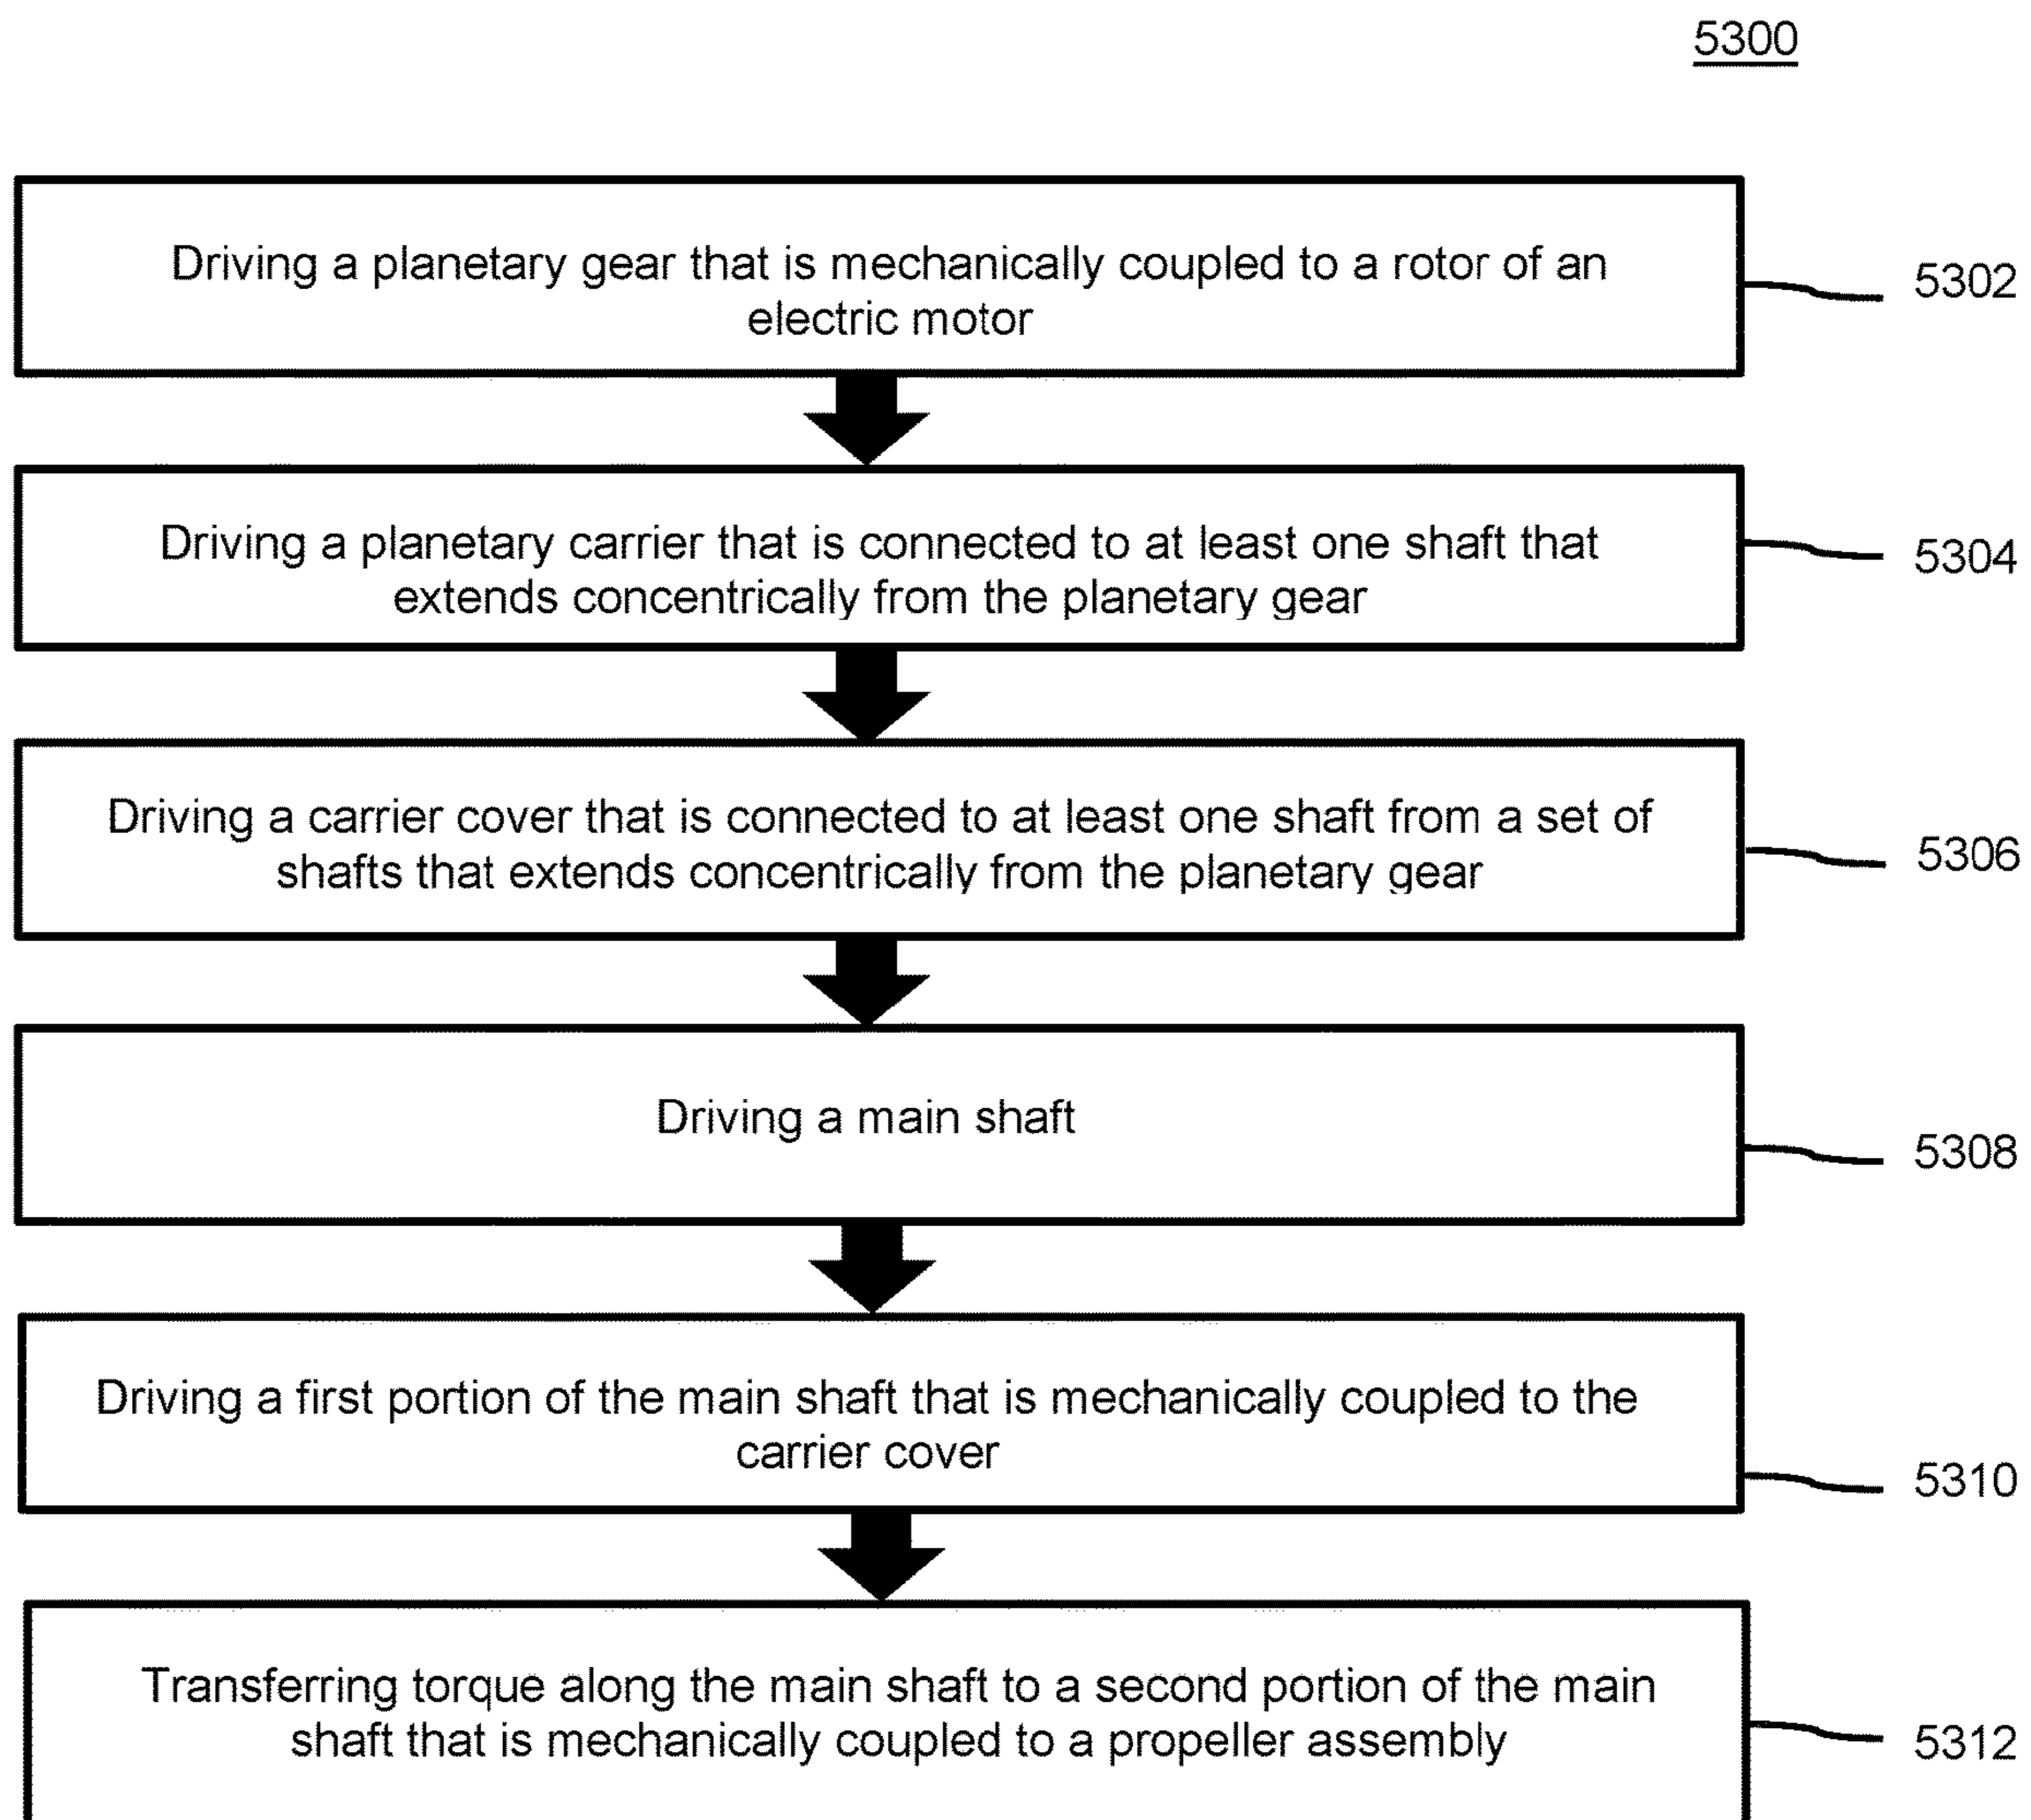 5300
Driving a planetary gear that is mechanically coupled to a rotor of an
electric motor
5302
Driving a planetary carrier that is connected to at least one shaft that
extends concentrically from the planetary gear
5304
Driving a carrier cover that is connected to at least one shaft from a set of
shafts that extends concentrically from the planetary gear
5306
Driving a main shaft
5308
Driving a first portion of the main shaft that is mechanically coupled to the
carrier cover
5310
Transferring torque along the main shaft to a second portion of the main
shaft that is mechanically coupled to a propeller assembly
5312